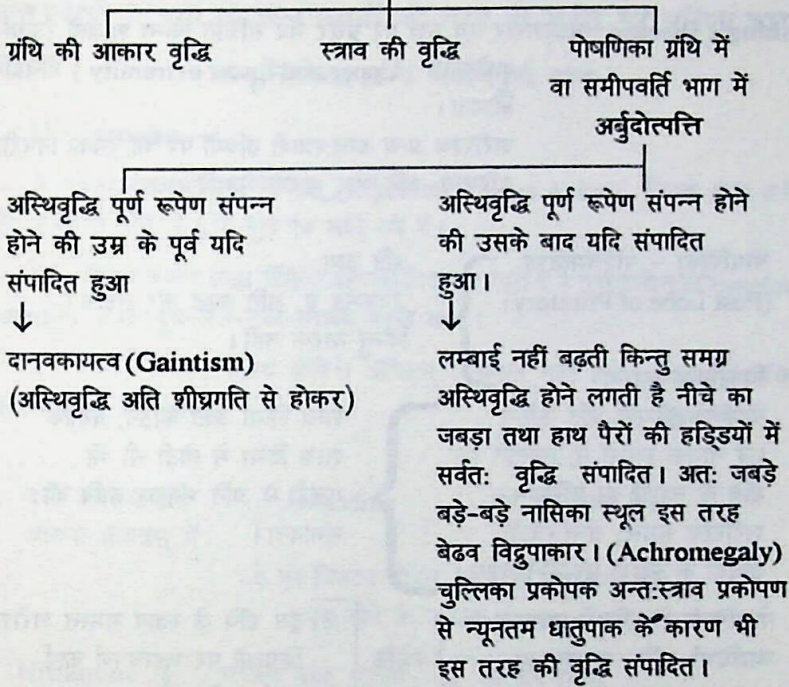 ग्रंथि की आकार वृद्धि
स्त्राव की वृद्धि
पोषणिका ग्रंथि में
वा समीपवर्ति भाग में
अर्बुदोत्पत्ति
अस्थिवृद्धि पूर्ण रूपेण संपन्न
होने की उम्र के पूर्व यदि
संपादित हुआ
दानवकायत्व (Gaintism)
(अस्थिवृद्धि अति शीघ्रगति से होकर)
अस्थिवृद्धि पूर्ण रूपेण संपन्न होने
की उसके बाद यदि संपादित
हुआ।
लम्बाई नहीं बढ़ती किन्तु समग्र
अस्थिवृद्धि होने लगती है नीचे का
जबड़ा तथा हाथ पैरों की हड्डियों में
सर्वतः वृद्धि संपादित। अतः जबड़े
बड़े-बड़े नासिका स्थूल इस तरह
बेढव विद्रुपाकार। (Achromegaly)
चुल्लिका प्रकोपक अन्तःस्त्राव प्रकोपण
से न्यूनतम धातुपाक के कारण भी
इस तरह की वृद्धि संपादित।